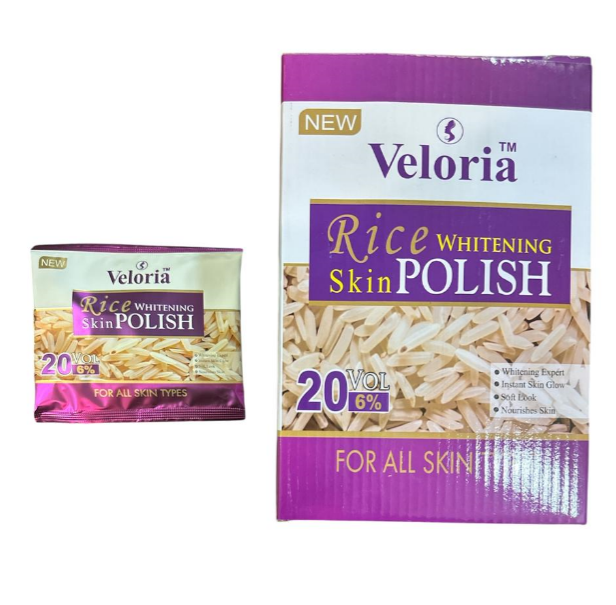 NEW
Veloria™
Rice WHITENING
Skin POLISH
20 VOL
6%
FOR ALL SKIN TYPES
NEW
Veloria™
Rice WHITENING
Skin POLISH
20 VOL
6%
Whitening Expert
Instant Skin Glow
Soft Look
Nourishes Skin
FOR ALL SKIN